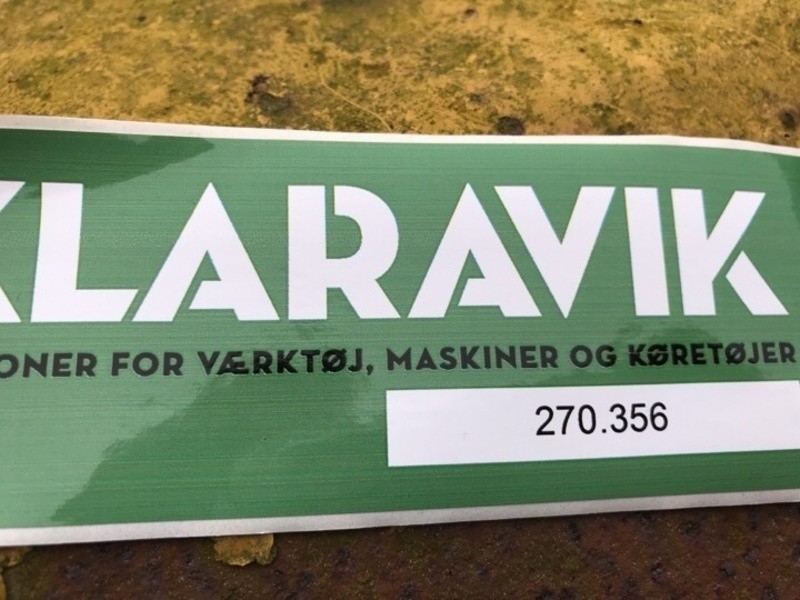 KLARAVIK
ONER FOR VÆRKTØJ, MASKINER OG KØRETØJER
270.356